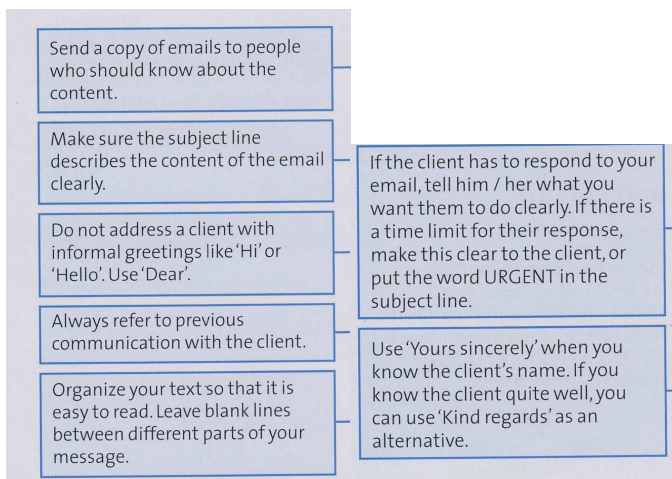 Send a copy of emails to people
who should know about the
content.
Make sure the subject line
describes the content of the email
clearly.
Do not address a client with
informal greetings like ‘Hi’ or
‘Hello’. Use ‘Dear’.
Always refer to previous
communication with the client.
Organize your text so that it is
easy to read. Leave blank lines
between different parts of your
message.
If the client has to respond to your
email, tell him / her what you
want them to do clearly. If there is
a time limit for their response,
make this clear to the client, or
put the word URGENT in the
subject line.
Use ‘Yours sincerely’ when you
know the client’s name. If you
know the client quite well, you
can use ‘Kind regards’ as an
alternative.